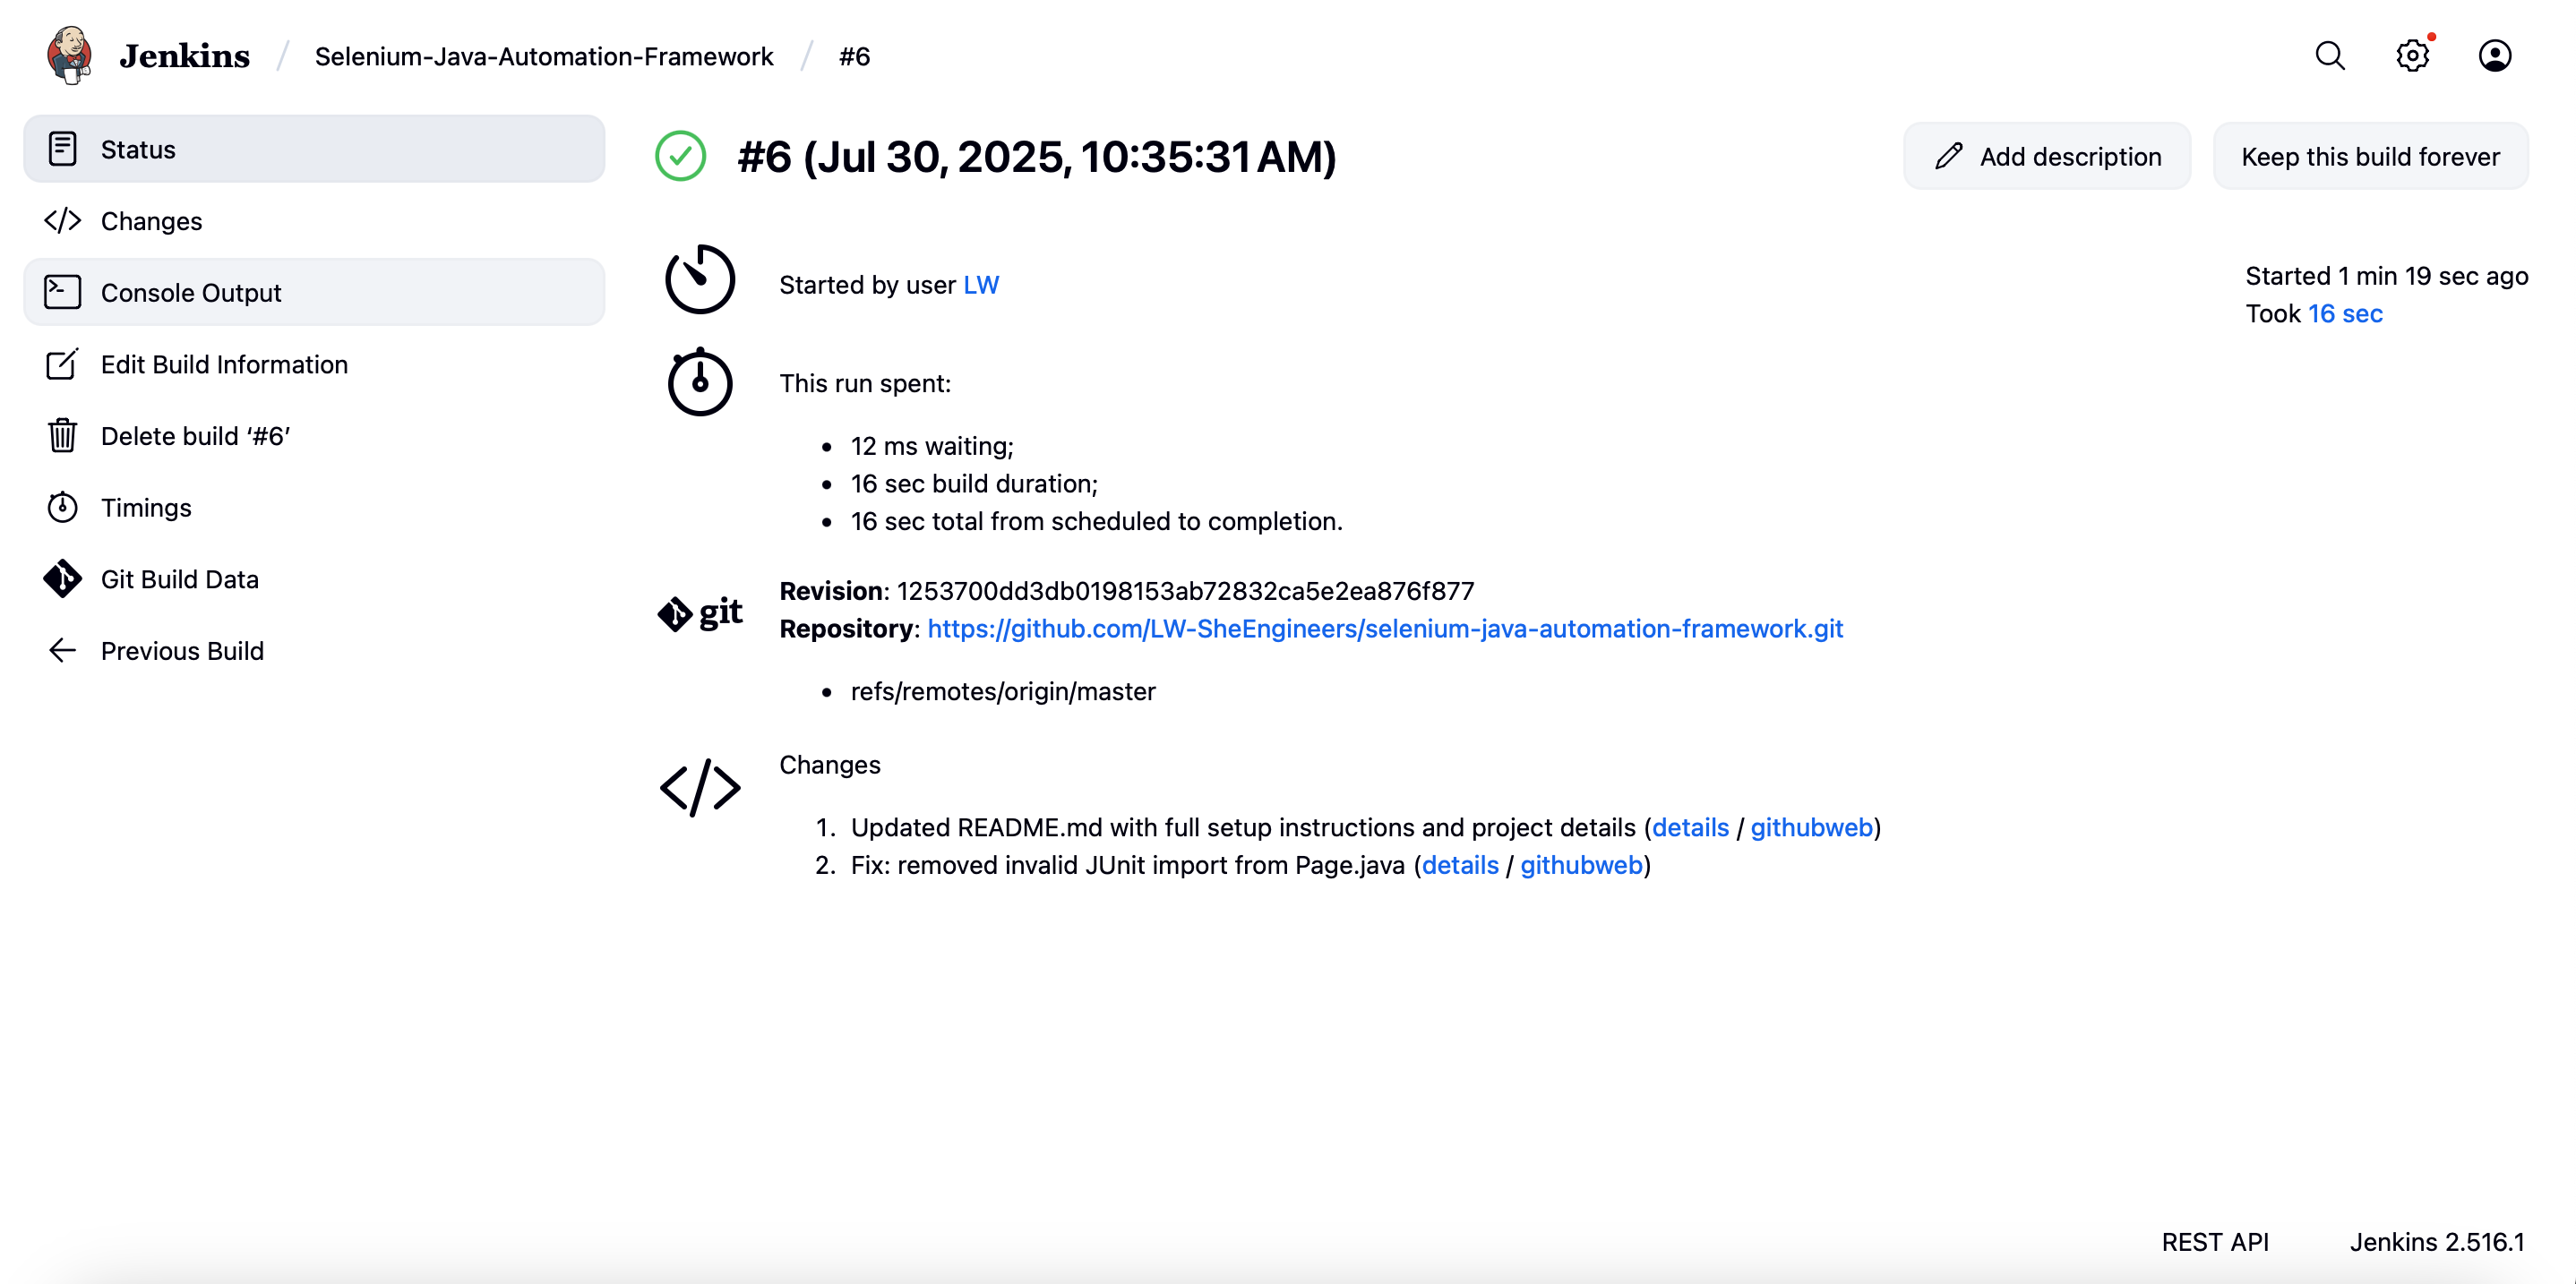 Jenkins / Selenium-Java-Automation-Framework / #6
Status
Changes
Console Output
Edit Build Information
Delete build ‘#6’
Timings
Git Build Data
Previous Build
#6 (Jul 30, 2025, 10:35:31 AM)
Add description
Keep this build forever
Started by user LW
Started 1 min 19 sec ago
Took 16 sec
This run spent:
• 12 ms waiting;
• 16 sec build duration;
• 16 sec total from scheduled to completion.
git
Revision: 1253700dd3db0198153ab72832ca5e2ea876f877
Repository: https://github.com/LW-SheEngineers/selenium-java-automation-framework.git
• refs/remotes/origin/master
Changes
1. Updated README.md with full setup instructions and project details (details / githubweb)
2. Fix: removed invalid JUnit import from Page.java (details / githubweb)
REST API
Jenkins 2.516.1